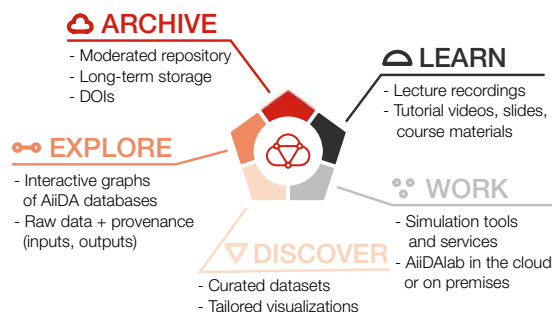 ARCHIVE
- Moderated repository
- Long-term storage
- DOIs
LEARN
- Lecture recordings
- Tutorial videos, slides,
course materials
EXPLORE
- Interactive graphs
of AiiDA databases
- Raw data + provenance
(inputs, outputs)
WORK
- Simulation tools
and services
- AiiDAlab in the cloud
or on premises
DISCOVER
- Curated datasets
- Tailored visualizations